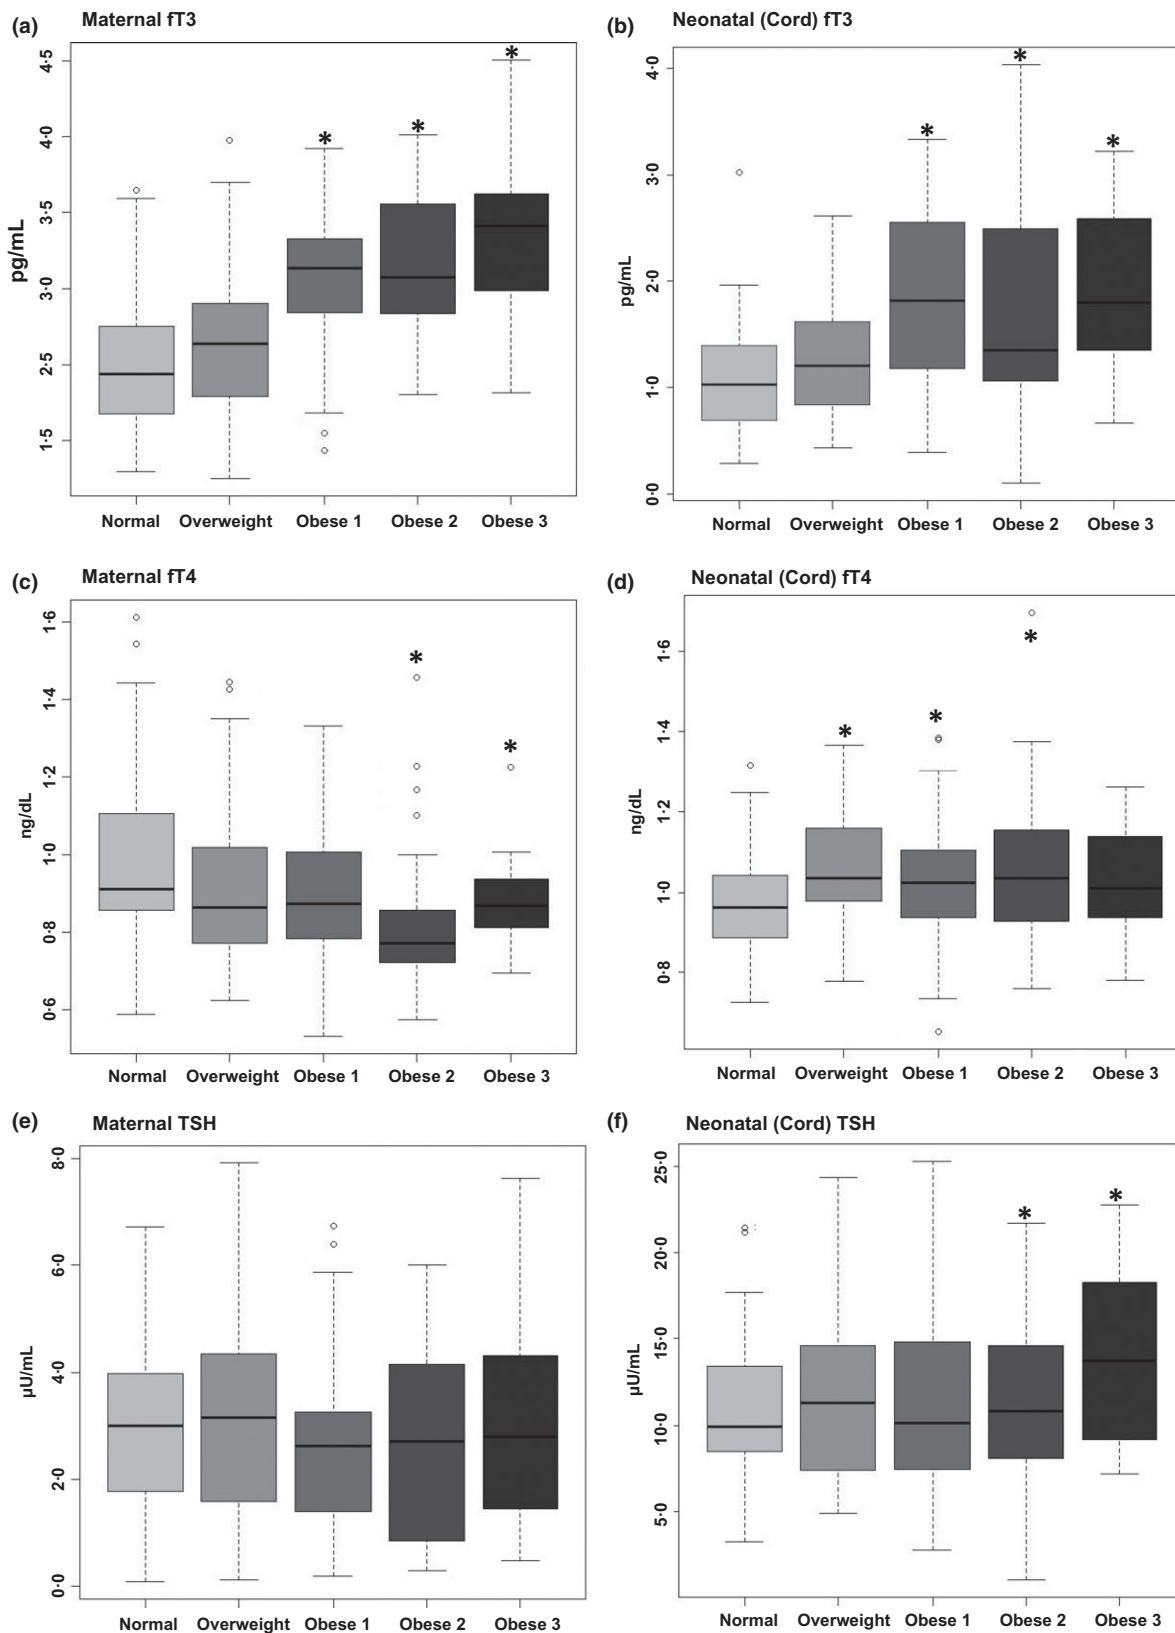 (a) Maternal fT3
pg/mL
4·5
4·0
3·5
3·0
2·5
1·5
Normal Overweight Obese 1 Obese 2 Obese 3
* * *
(b) Neonatal (Cord) fT3
pg/mL
4·0
3·0
2·0
1·0
0·0
Normal Overweight Obese 1 Obese 2 Obese 3
* * *
(c) Maternal fT4
ng/dL
1·6
1·4
1·2
1·0
0·8
0·6
Normal Overweight Obese 1 Obese 2 Obese 3
* *
(d) Neonatal (Cord) fT4
ng/dL
1·6
1·4
1·2
1·0
0·8
Normal Overweight Obese 1 Obese 2 Obese 3
* * *
(e) Maternal TSH
µU/mL
8·0
6·0
4·0
2·0
0·0
Normal Overweight Obese 1 Obese 2 Obese 3
(f) Neonatal (Cord) TSH
µU/mL
25·0
20·0
15·0
10·0
5·0
Normal Overweight Obese 1 Obese 2 Obese 3
* *